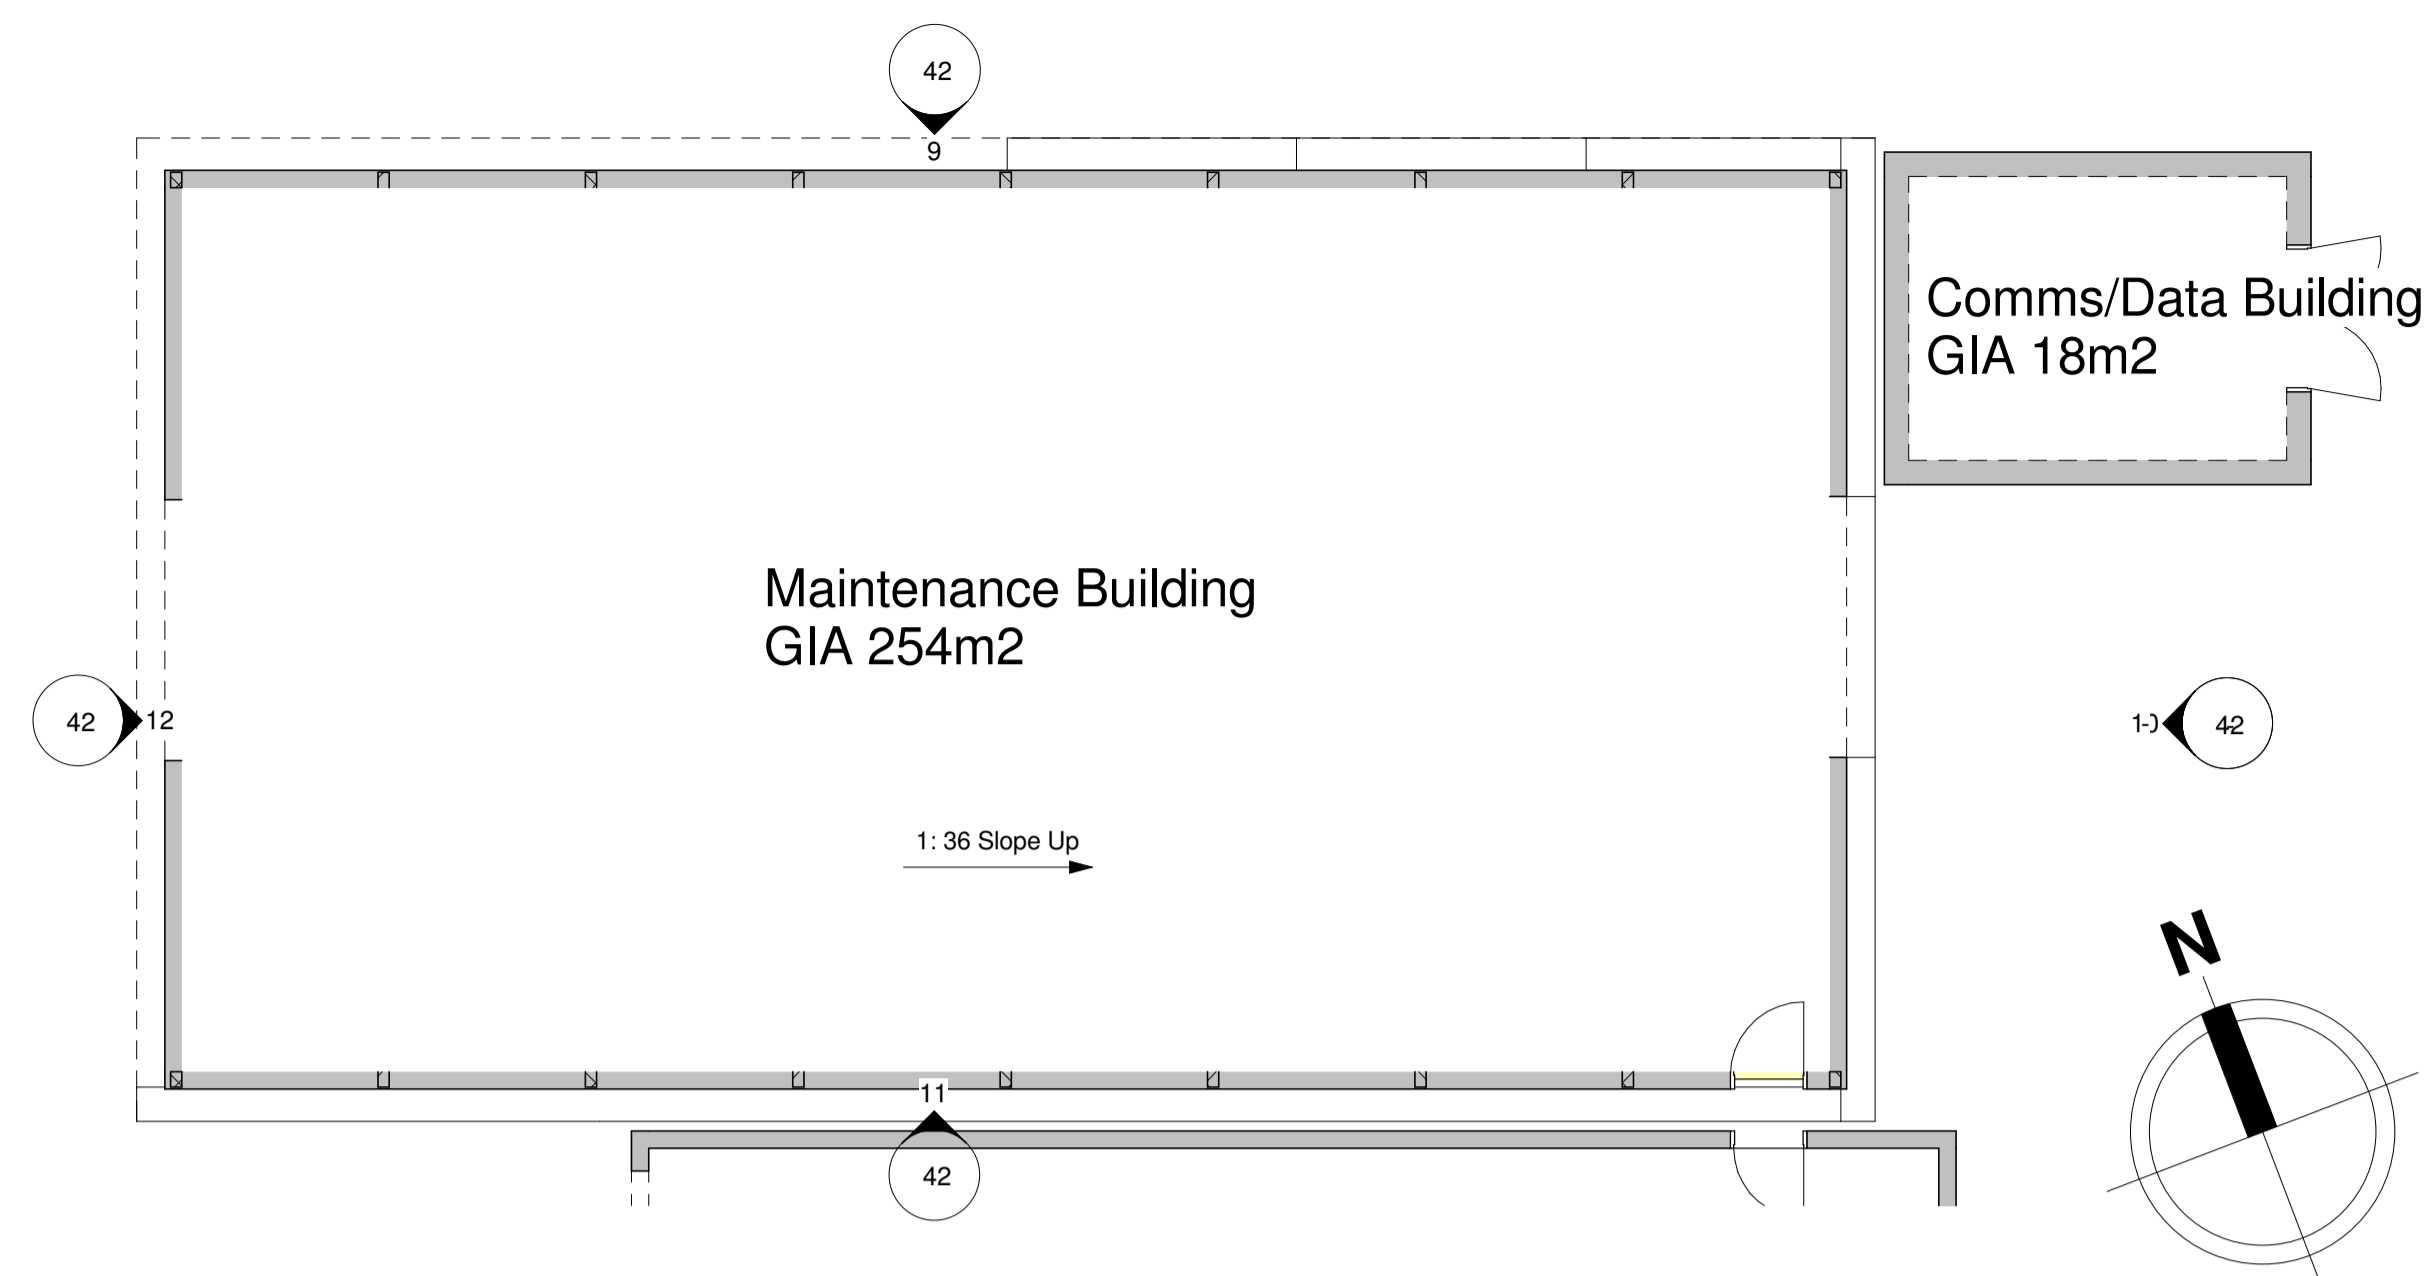 42
9
Comms/Data Building
GIA 18m2
Maintenance Building
GIA 254m2
42
12
42
1: 36 Slope Up
N
11
42